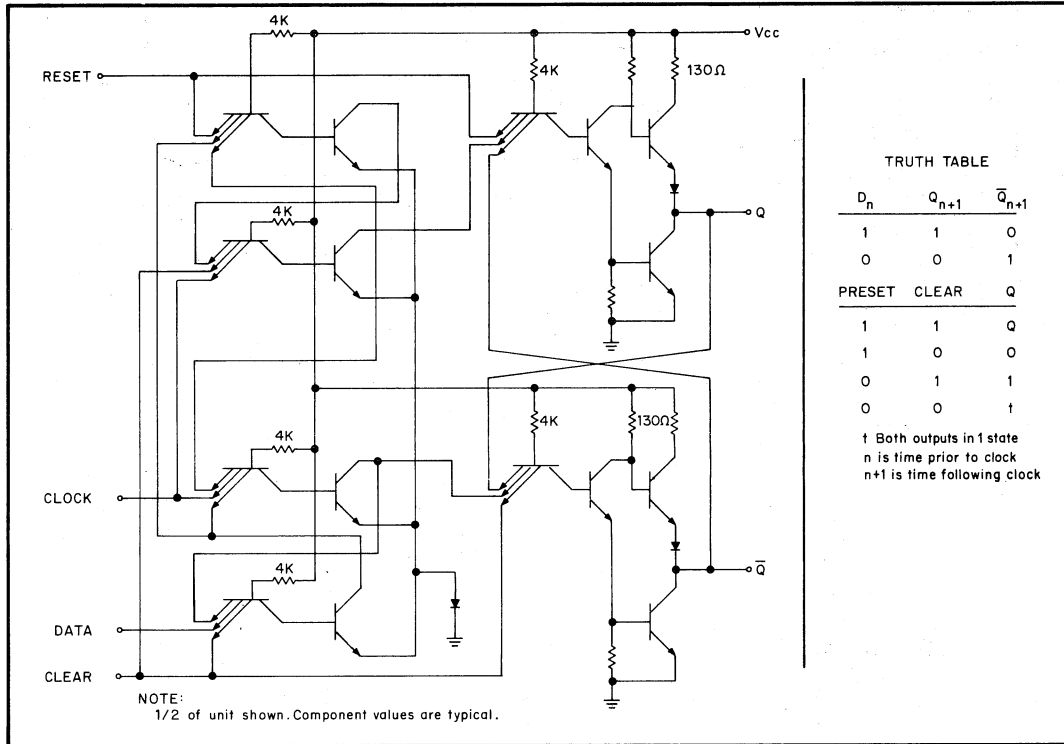 4K
Vcc
RESET
4K
130Ω
TRUTH TABLE
Dn Qn+1 Q̅n+1
1 1 0
0 0 1
PRESET CLEAR Q
1 1 Q
1 0 0
0 1 1
0 0 t
t Both outputs in 1 state
n is time prior to clock
n+1 is time following clock
4K
Q
4K
4K
130Ω
CLOCK
4K
Q̅
DATA
CLEAR
NOTE:
1/2 of unit shown. Component values are typical.